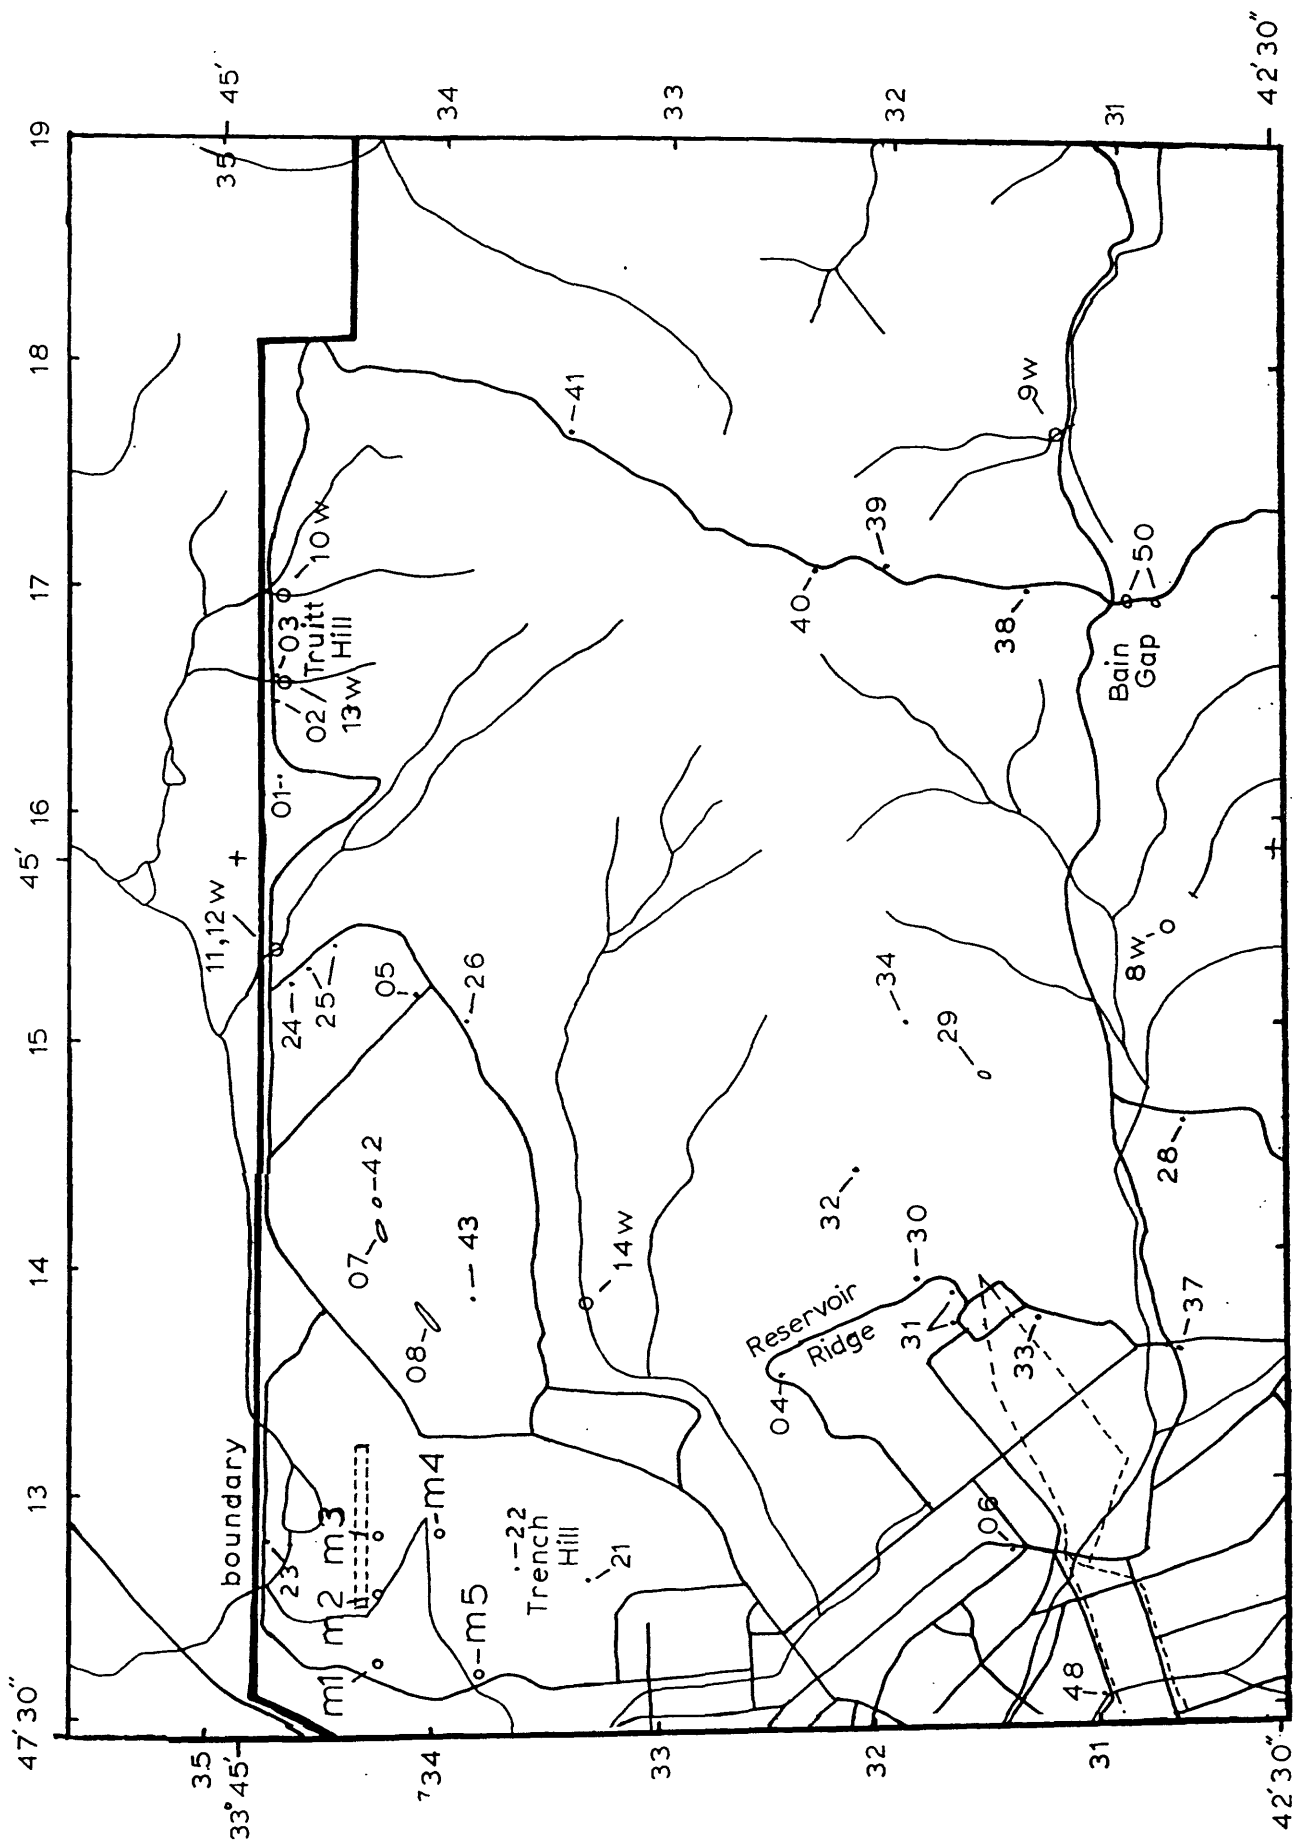 47'30"
13
14
15
45'
16
17
18
19
35
33°45'
⁷34
33
32
31
42'30"
45'
35
34
33
32
31
42'30"
boundary
11,12w
01
02
03
Truitt
Hill
13w
10w
23
m1
m2
m3
m4
m5
22
Trench
Hill
21
24
25
05
26
07
42
08
43
14w
41
40
39
38
9w
50
Bain
Gap
8w
34
29
32
30
Reservoir
Ridge
31
04
33
37
28
06
48